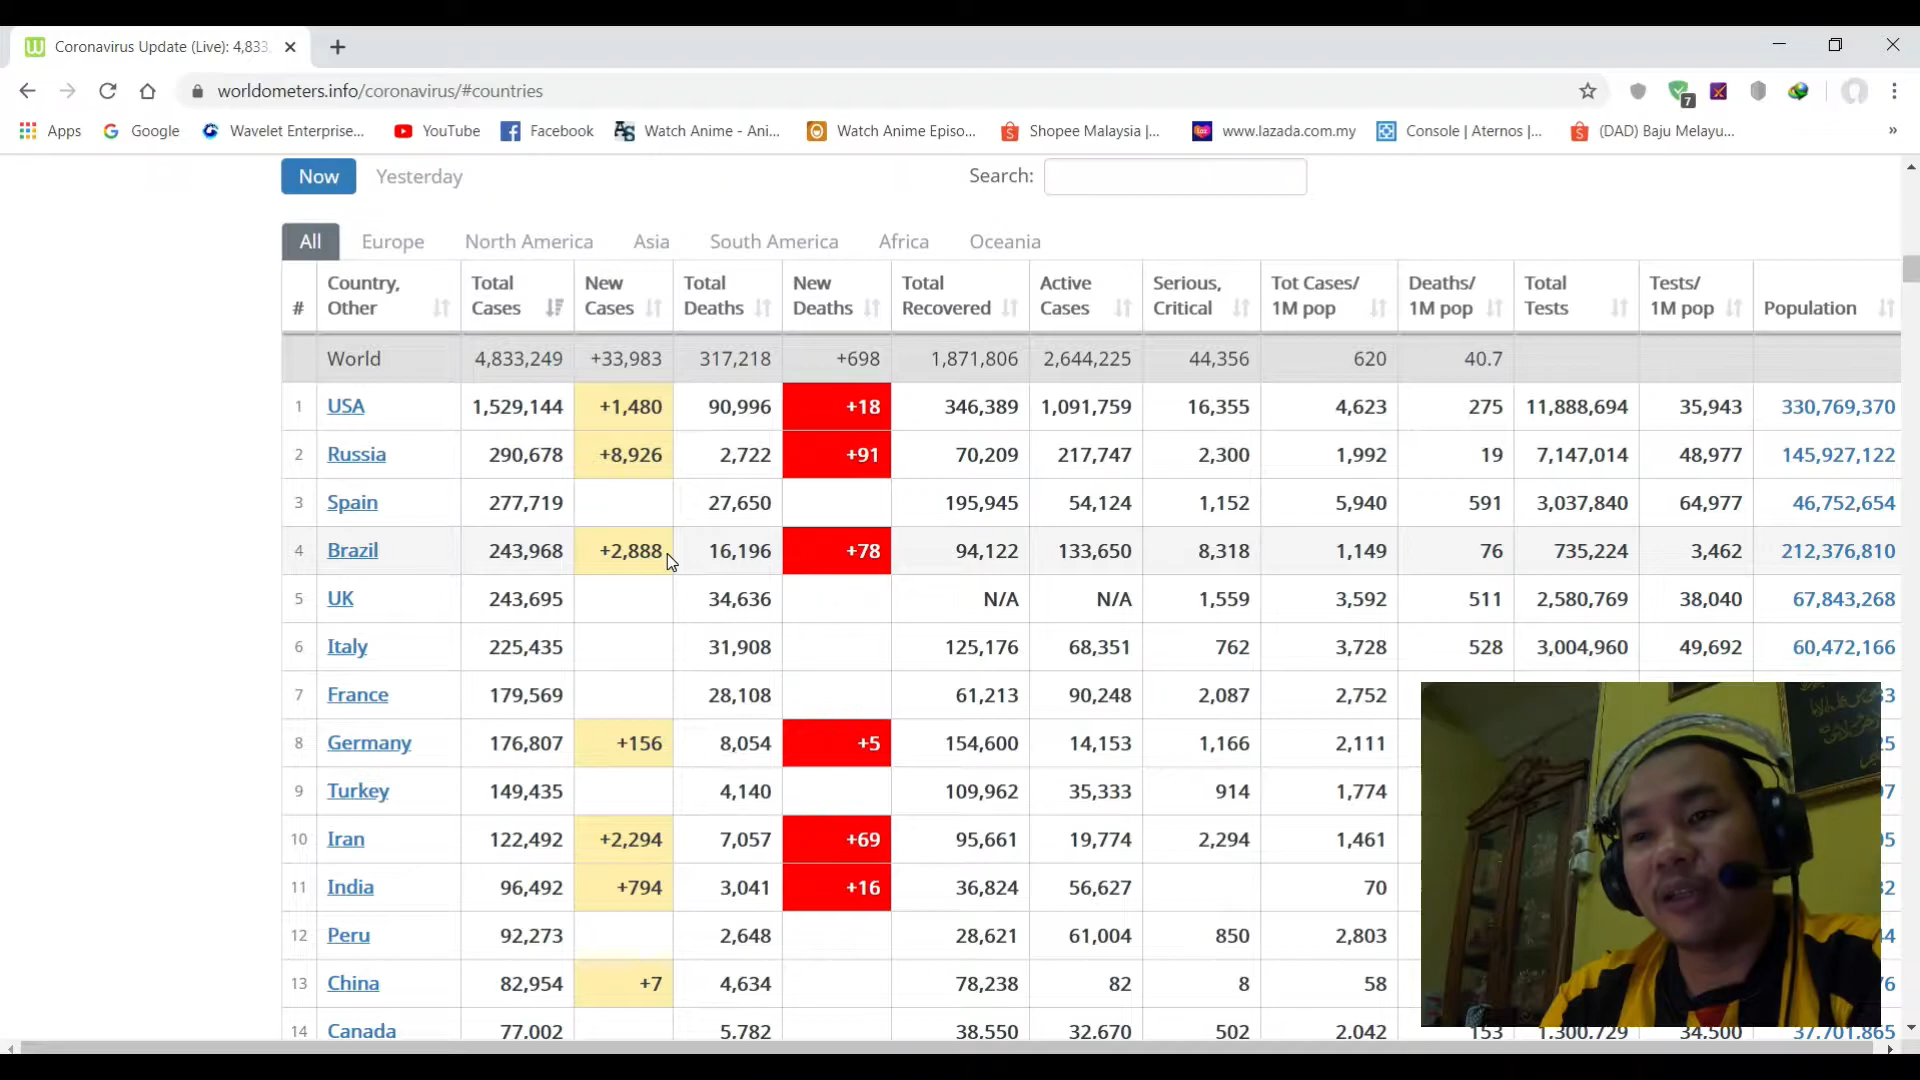 Coronavirus Update (Live): 4,833,
worldometers.info/coronavirus/#countries
7
Apps Google Wavelet Enterprise... YouTube Facebook Watch Anime - Ani... Watch Anime Episo... Shopee Malaysia |... www.lazada.com.my Console | Aternos |... (DAD) Baju Melayu... »
Now Yesterday Search:
All Europe North America Asia South America Africa Oceania
# Country, Other Total Cases New Cases Total Deaths New Deaths Total Recovered Active Cases Serious, Critical Tot Cases/ 1M pop Deaths/ 1M pop Total Tests Tests/ 1M pop Population
World 4,833,249 +33,983 317,218 +698 1,871,806 2,644,225 44,356 620 40.7
1 USA 1,529,144 +1,480 90,996 +18 346,389 1,091,759 16,355 4,623 275 11,888,694 35,943 330,769,370
2 Russia 290,678 +8,926 2,722 +91 70,209 217,747 2,300 1,992 19 7,147,014 48,977 145,927,122
3 Spain 277,719 27,650 195,945 54,124 1,152 5,940 591 3,037,840 64,977 46,752,654
4 Brazil 243,968 +2,888 16,196 +78 94,122 133,650 8,318 1,149 76 735,224 3,462 212,376,810
5 UK 243,695 34,636 N/A N/A 1,559 3,592 511 2,580,769 38,040 67,843,268
6 Italy 225,435 31,908 125,176 68,351 762 3,728 528 3,004,960 49,692 60,472,166
7 France 179,569 28,108 61,213 90,248 2,087 2,752
8 Germany 176,807 +156 8,054 +5 154,600 14,153 1,166 2,111
9 Turkey 149,435 4,140 109,962 35,333 914 1,774
10 Iran 122,492 +2,294 7,057 +69 95,661 19,774 2,294 1,461
11 India 96,492 +794 3,041 +16 36,824 56,627 70
12 Peru 92,273 2,648 28,621 61,004 850 2,803
13 China 82,954 +7 4,634 78,238 82 8 58
14 Canada 77,002 5,782 38,550 32,670 502 2,042 153 1,300,729 34,500 37,701,865